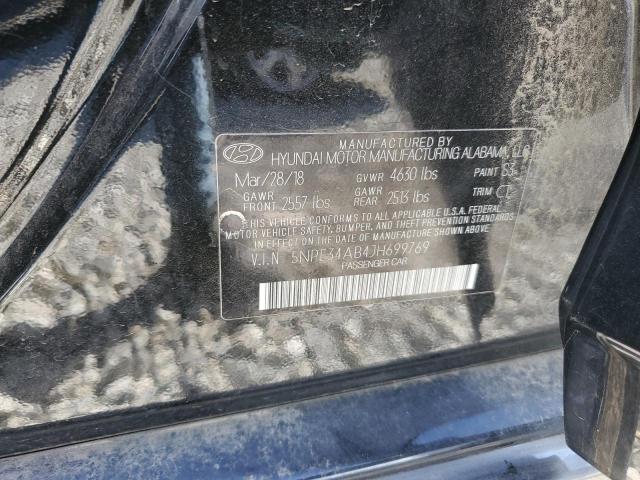 MANUFACTURED BY
HYUNDAI MOTOR MANUFACTURING ALABAMA, LLC
Mar/28/18 GVWR 4630 lbs PAINT S3
GAWR FRONT 2557 lbs GAWR REAR 2513 lbs TRIM
THIS VEHICLE CONFORMS TO ALL APPLICABLE U.S.A. FEDERAL
MOTOR VEHICLE SAFETY, BUMPER, AND THEFT PREVENTION STANDARDS
IN EFFECT ON THE DATE OF MANUFACTURE SHOWN ABOVE.
V.I.N 5NPE34AB4JH699769
PASSENGER CAR